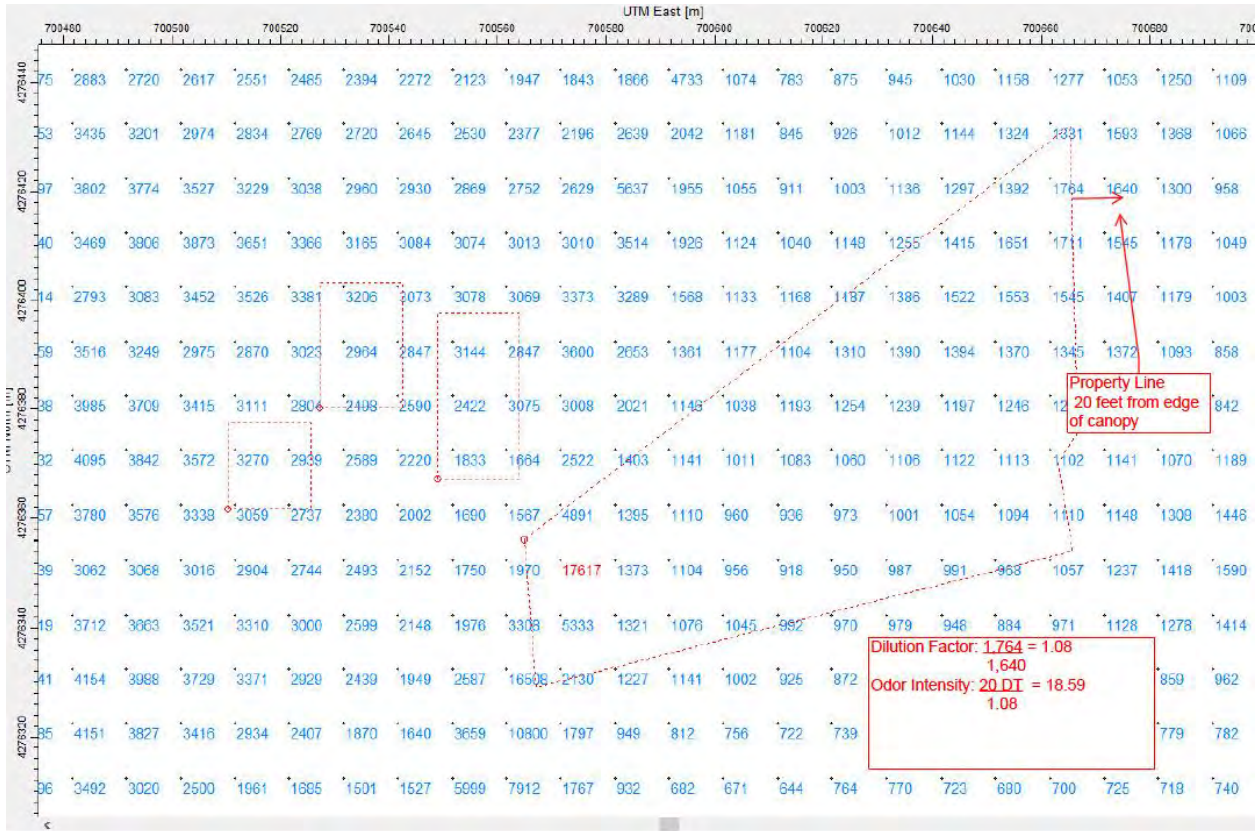 UTM East [m]
700480 700500 700520 700540 700560 700580 700600 700620 700640 700660 700680
4276440 75 2883 2720 2617 2551 2485 2394 2272 2123 1947 1843 1866 4733 1074 783 875 945 1030 1158 1277 1053 1250 1109
53 3435 3201 2974 2834 2769 2720 2645 2530 2377 2196 2639 2042 1181 845 926 1012 1144 1324 1331 1593 1368 1066
4276420 97 3802 3774 3527 3229 3038 2960 2930 2869 2752 2629 5637 1955 1055 911 1003 1136 1297 1392 1764 1640 1300 958
40 3469 3806 3873 3651 3366 3165 3084 3074 3013 3010 3514 1926 1124 1040 1148 1255 1415 1651 1711 1545 1179 1049
4276400 14 2793 3083 3452 3526 3381 3206 3073 3078 3069 3373 3289 1568 1133 1168 1187 1386 1522 1553 1545 1407 1179 1003
59 3516 3249 2975 2870 3023 2964 2847 3144 2847 3600 2653 1361 1177 1104 1310 1390 1394 1370 1345 1372 1093 858
Property Line
20 feet from edge
of canopy
4276380 38 3985 3709 3415 3111 2804 2498 2590 2422 3075 3008 2021 1143 1038 1193 1254 1239 1197 1246 842
32 4095 3842 3572 3270 2939 2589 2220 1833 1664 2522 1403 1141 1011 1083 1060 1106 1122 1113 1102 1141 1070 1189
4276360 57 3780 3576 3338 3059 2737 2380 2002 1690 1567 4891 1395 1110 960 936 973 1001 1054 1094 1110 1148 1308 1446
39 3062 3068 3016 2904 2744 2493 2152 1750 1970 17617 1373 1104 956 918 950 987 991 968 1057 1237 1418 1590
4276340 19 3712 3663 3521 3310 3000 2599 2148 1976 3308 5333 1321 1076 1045 992 970 979 948 884 971 1128 1278 1414
Dilution Factor: 1,764 = 1.08
1,640
Odor Intensity: 20 DT = 18.59
1.08
41 4154 3988 3729 3371 2929 2439 1949 2587 16508 2130 1227 1141 1002 925 872 859 962
4276320 85 4151 3827 3416 2934 2407 1870 1640 3659 10800 1797 949 812 756 722 739 779 782
96 3492 3020 2500 1961 1685 1501 1527 5999 7912 1767 932 682 671 644 764 770 723 680 700 725 718 740